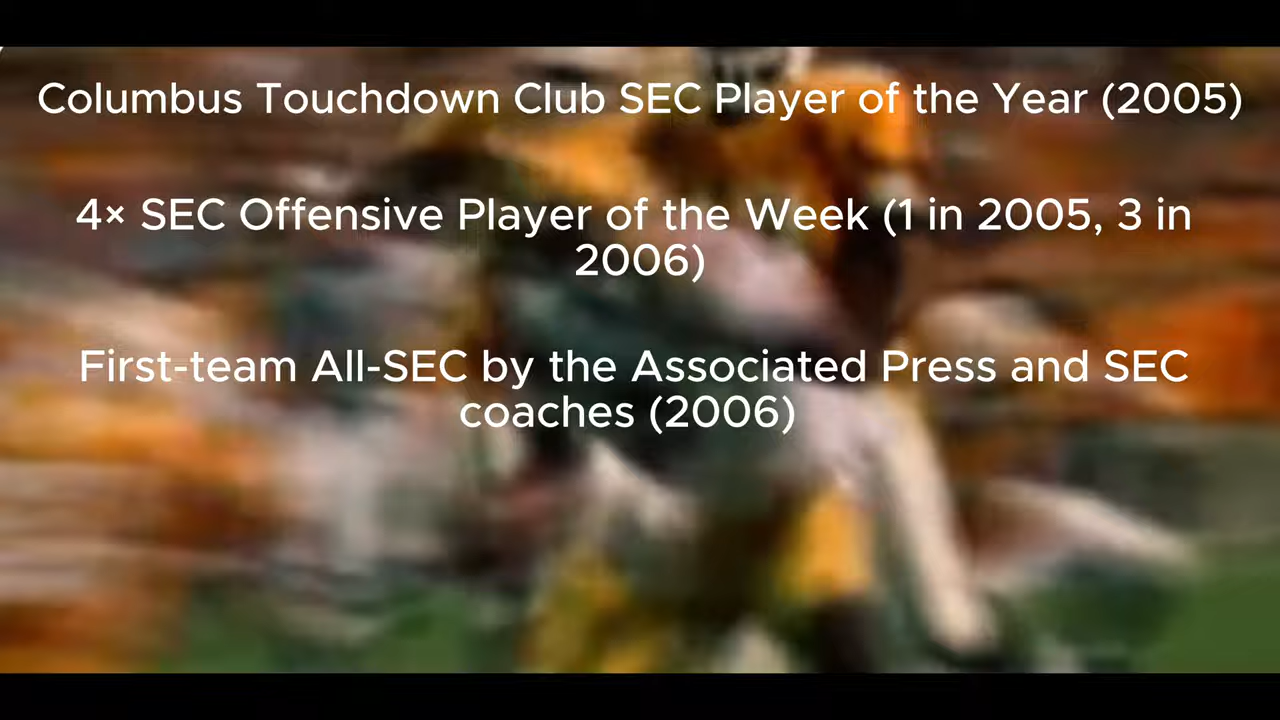 Columbus Touchdown Club SEC Player of the Year (2005)
4× SEC Offensive Player of the Week (1 in 2005, 3 in
2006)
First-team All-SEC by the Associated Press and SEC
coaches (2006)